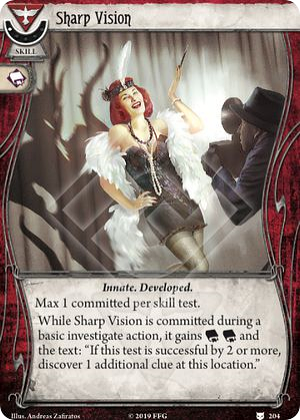 Sharp Vision
SKILL
Innate. Developed.
Max 1 committed per skill test.
While Sharp Vision is committed during
a basic investigate action, it gains
and
the text: “If this test is successful by 2 or more,
discover 1 additional clue at this location.”
Illus. Andreas Zafiratos
© 2019 FFG
204